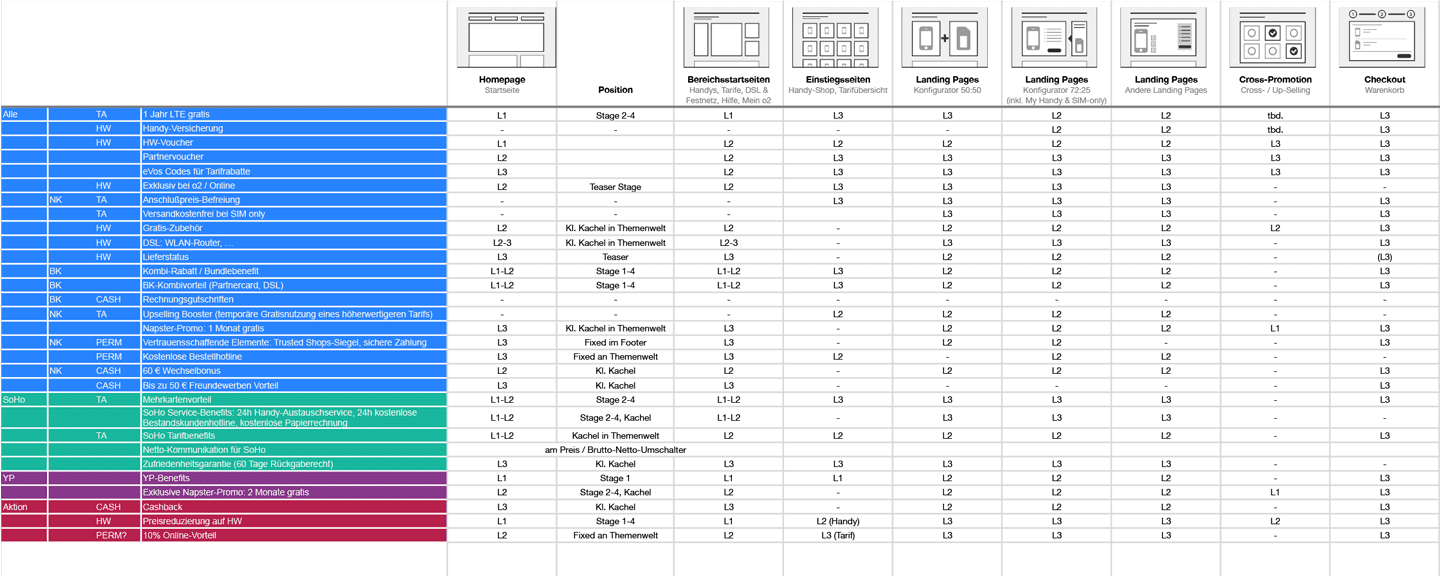 1 2 3
Homepage Bereichsstartseiten Einstiegsseiten Landing Pages Landing Pages Landing Pages Cross-Promotion Checkout
Startseite Position Handys, Tarife, DSL & Handy-Shop, Tarifübersicht Konfigurator 50:50 Konfigurator 72:25 Andere Landing Pages Cross- / Up-Selling Warenkorb
Festnetz, Hilfe, Mein o2 (inkl. My Handy & SIM-only)
Alle TA 1 Jahr LTE gratis L1 Stage 2-4 L1 L3 L3 L2 L2 tbd. L3
HW Handy-Versicherung - - - - - L2 L2 tbd. L3
HW HW-Voucher L1 L2 L2 L2 L2 L2 L3 L3
Partnervoucher L2 L2 L3 L3 L3 L3 L3 L3
eVos Codes für Tarifrabatte L3 L2 L3 L3 L3 L3 L3 L3
HW Exklusiv bei o2 / Online L2 Teaser Stage L2 L3 L3 L3 L3 - -
NK TA Anschlußpreis-Befreiung - - - L3 L3 L3 L3 - L3
TA Versandkostenfrei bei SIM only - - - L3 L3 L3 - L3
HW Gratis-Zubehör L2 Kl. Kachel in Themenwelt L2 - L2 L2 L2 L2 L3
HW DSL: WLAN-Router, ... L2-3 Kl. Kachel in Themenwelt L2-3 - L3 L3 L3 - L3
HW Lieferstatus L3 Teaser L3 - L2 L2 L2 - (L3)
BK Kombi-Rabatt / Bundlebenefit L1-L2 Stage 1-4 L1-L2 L3 L2 L2 L2 - L3
BK BK-Kombivorteil (Partnercard, DSL) L1-L2 Stage 1-4 L1-L2 L3 L2 L2 L2 - L3
BK CASH Rechnungsgutschriften - - - - - - - - -
NK TA Upselling Booster (temporäre Gratisnutzung eines höherwertigeren Tarifs) - - - L2 L2 L2 L2 - L3
Napster-Promo: 1 Monat gratis L3 Kl. Kachel in Themenwelt L3 - L2 L2 L2 L1 L3
NK PERM Vertrauensschaffende Elemente: Trusted Shops-Siegel, sichere Zahlung L3 Fixed im Footer L3 - L2 L2 - - L3
PERM Kostenlose Bestellhotline L3 Fixed an Themenwelt L3 L2 - L2 L2 - -
NK CASH 60 € Wechselbonus L2 Kl. Kachel L2 - L2 L2 L2 - L3
CASH Bis zu 50 € Freundewerben Vorteil L3 Kl. Kachel L3 - - - - - L3
SoHo TA Mehrkartenvorteil L1-L2 Stage 2-4 L1-L2 L3 L3 L3 L3 - L3
SoHo Service-Benefits: 24h Handy-Austauschservice, 24h kostenlose
Bestandskundenhotline, kostenlose Papierrechnung L1-L2 Stage 2-4, Kachel L1-L2 - L3 L3 L3 - -
TA SoHo Tarifbenefits L1-L2 Kachel in Themenwelt L2 L2 L2 L2 L2 - L3
Netto-Kommunikation für SoHo am Preis / Brutto-Netto-Umschalter
Zufriedenheitsgarantie (60 Tage Rückgaberecht) L3 Kl. Kachel L3 L3 L3 L3 L3 - -
YP YP-Benefits L1 Stage 1 L1 L1 L2 L2 L2 - L3
Exklusive Napster-Promo: 2 Monate gratis L2 Stage 2-4, Kachel L2 - L2 L2 L2 L1 L3
Aktion CASH Cashback L3 Kl. Kachel L3 - L2 L2 L2 - L3
HW Preisreduzierung auf HW L1 Stage 1-4 L1 L2 (Handy) L3 L3 L3 L2 L3
PERM? 10% Online-Vorteil L2 Fixed an Themenwelt L2 L3 (Tarif) L3 L3 L3 - L3